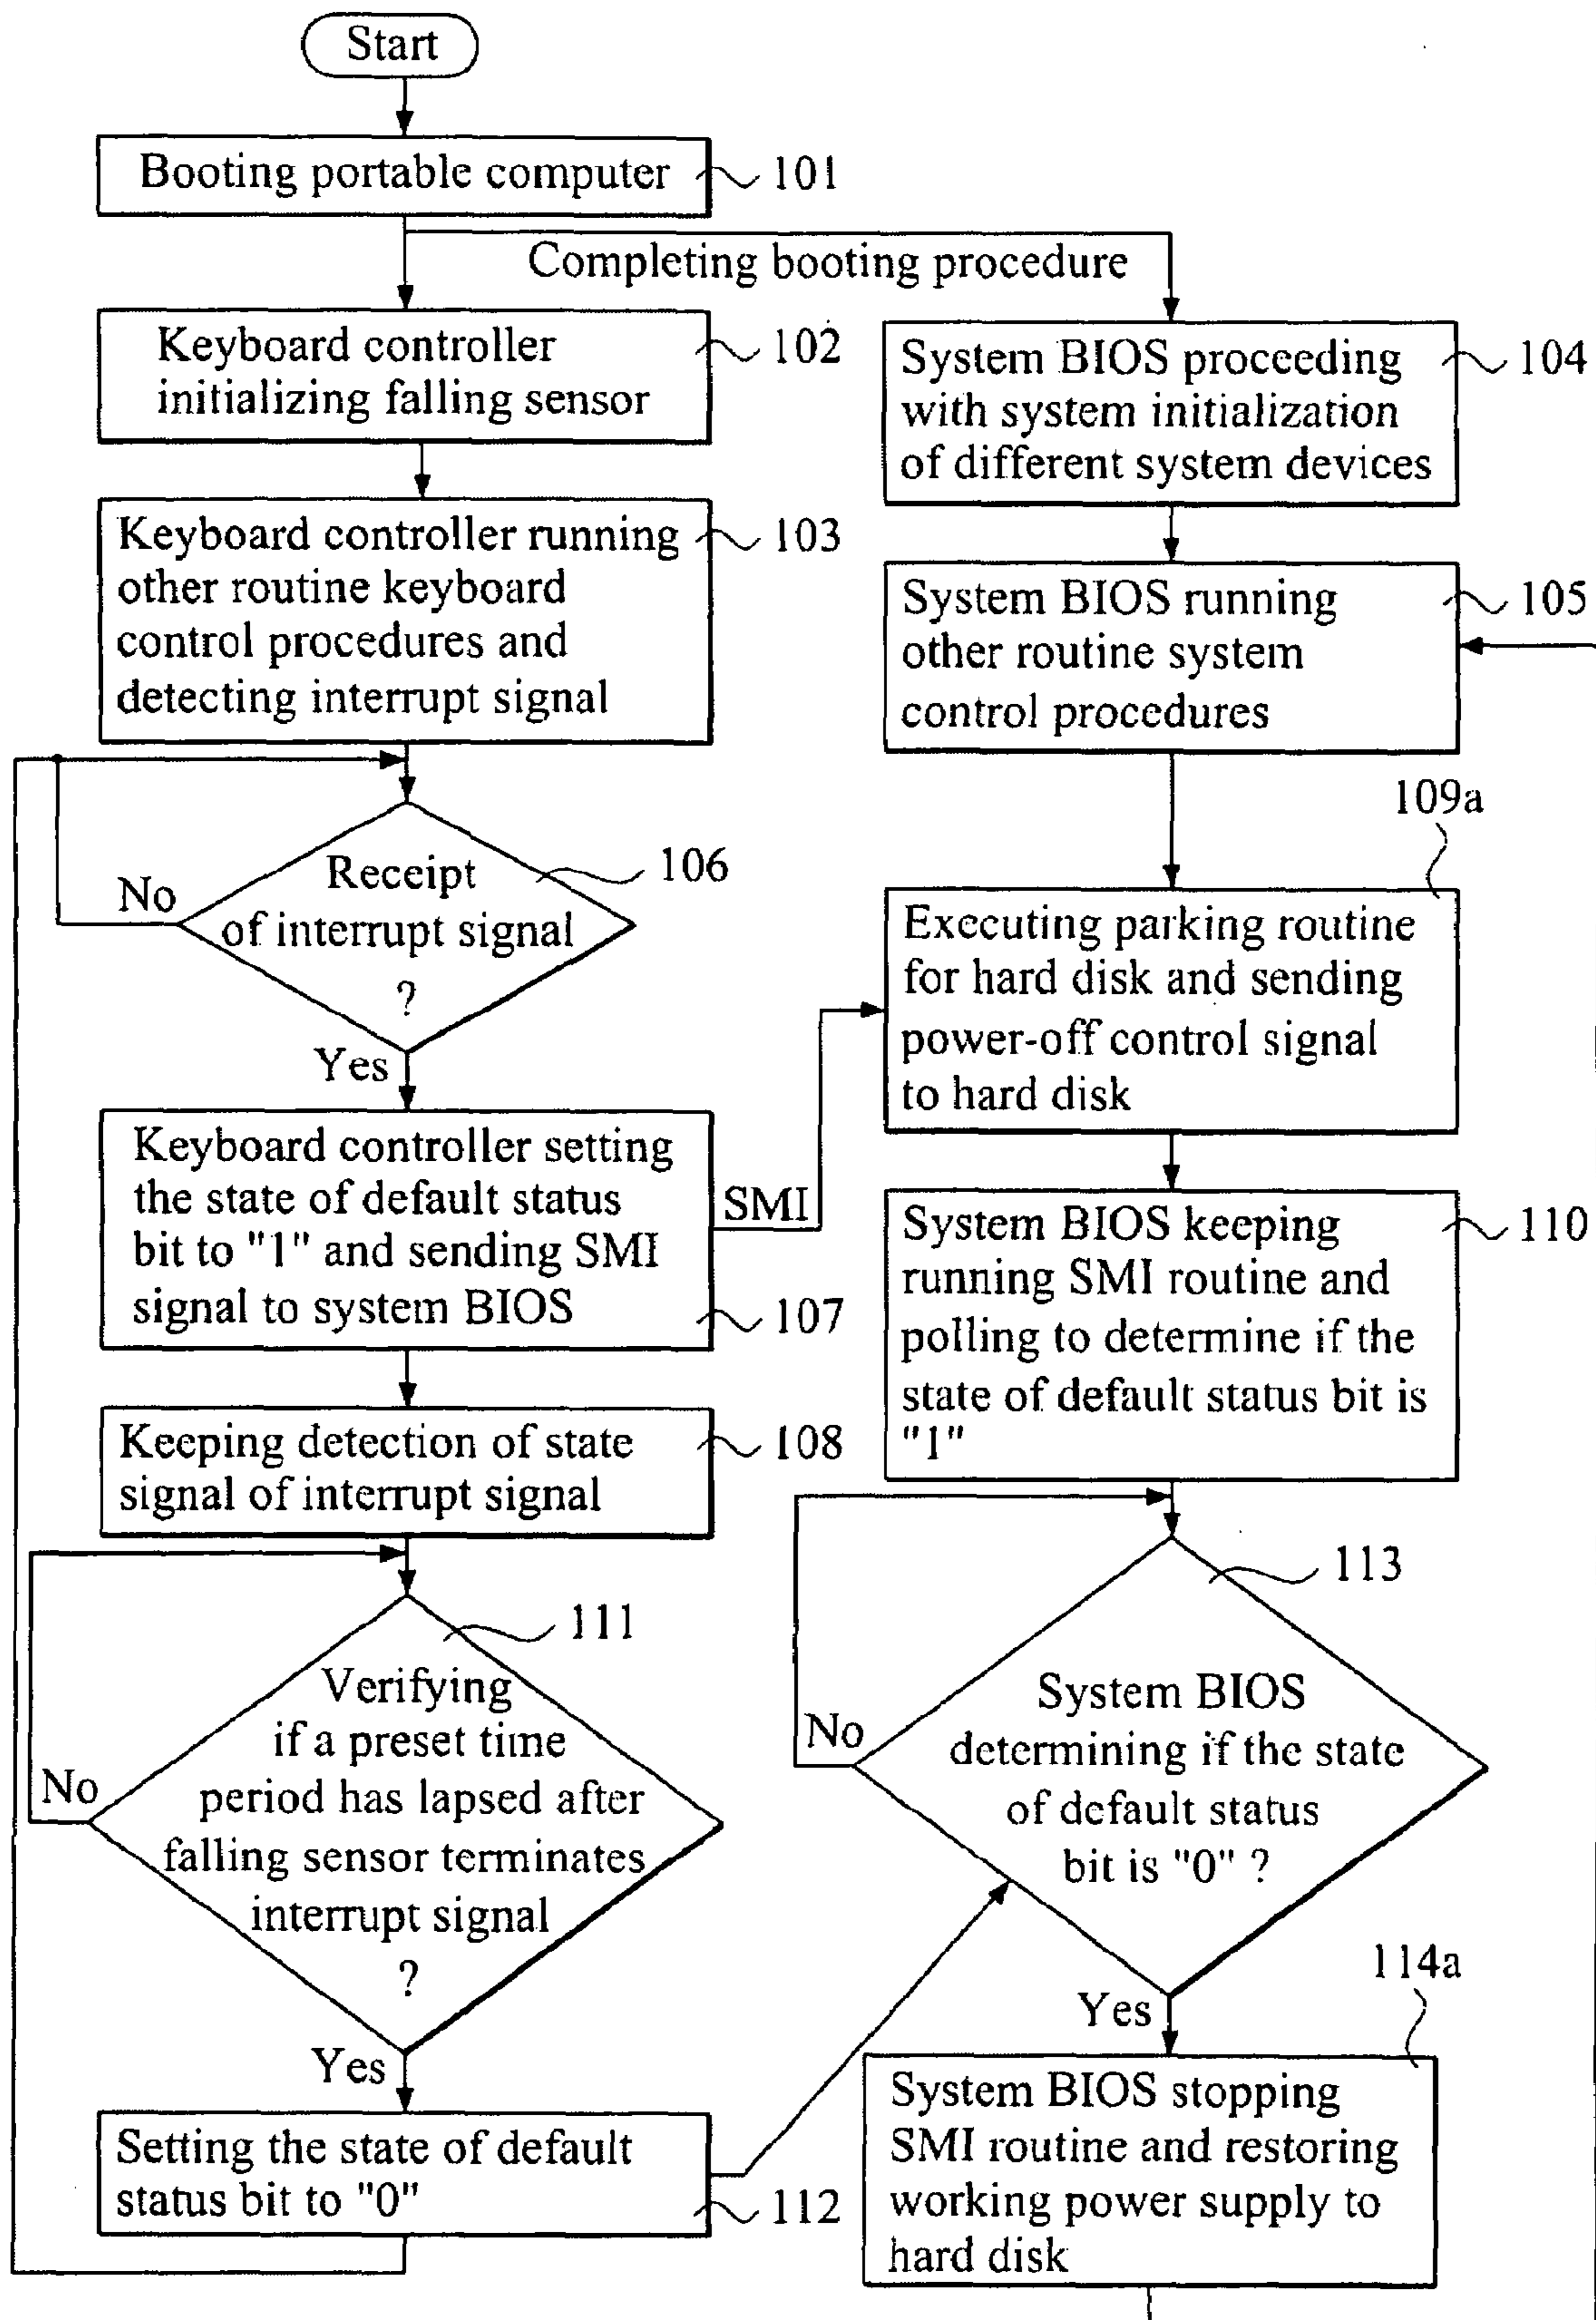 Start
Booting portable computer
101
Completing booting procedure
Keyboard controller
initializing falling sensor
102
System BIOS proceeding
with system initialization
of different system devices
104
Keyboard controller running
other routine keyboard
control procedures and
detecting interrupt signal
103
System BIOS running
other routine system
control procedures
105
Receipt
of interrupt signal
?
106
No
Yes
109a
Executing parking routine
for hard disk and sending
power-off control signal
to hard disk
Keyboard controller setting
the state of default status
bit to "1" and sending SMI
signal to system BIOS
107
SMI
System BIOS keeping
running SMI routine and
polling to determine if the
state of default status bit is
"1"
110
Keeping detection of state
signal of interrupt signal
108
111
Verifying
if a preset time
period has lapsed after
falling sensor terminates
interrupt signal
?
No
Yes
113
System BIOS
determining if the state
of default status
bit is "0" ?
No
Yes
Setting the state of default
status bit to "0"
112
114a
System BIOS stopping
SMI routine and restoring
working power supply to
hard disk